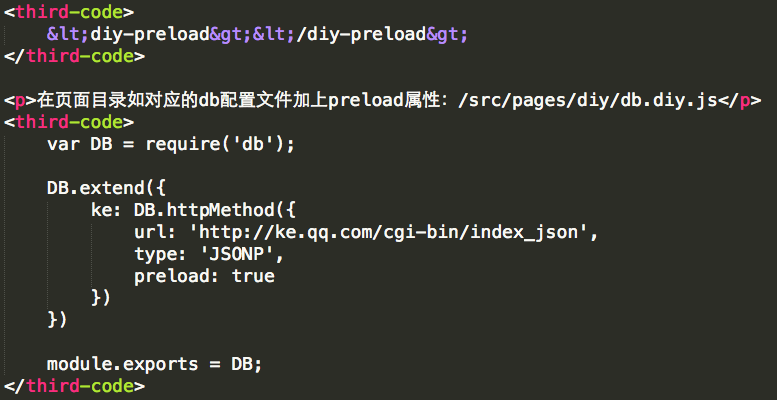 <third-code>
    &lt;diy-preload&gt;&lt;/diy-preload&gt;
</third-code>
<p>在页面目录如对应的db配置文件加上preload属性：/src/pages/diy/db.diy.js</p>
<third-code>
    var DB = require('db');
    DB.extend({
        ke: DB.httpMethod({
            url: 'http://ke.qq.com/cgi-bin/index_json',
            type: 'JSONP',
            preload: true
        })
    })
    module.exports = DB;
</third-code>